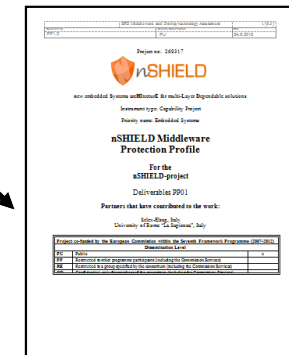 Project no: 269317
nSHIELD
new embedded Systems arcHItecturE for multi-Layer Dependable solutions
Instrument type: Capability Project
Priority name: Embedded Systems
nSHIELD Middleware
Protection Profile
For the
nSHIELD-project
Deliverables PP01
Partners that have contributed to the work:
Selex-Elsag, Italy
University of Rome "La Sapienza", Italy
Project co-funded by the European Commission within the Seventh Framework Programme (2007-2012)
Dissemination Level
PU Public x
PP Restricted to other programme participants (including the Commission Services)
RE Restricted to a group specified by the consortium (including the Commission Services)